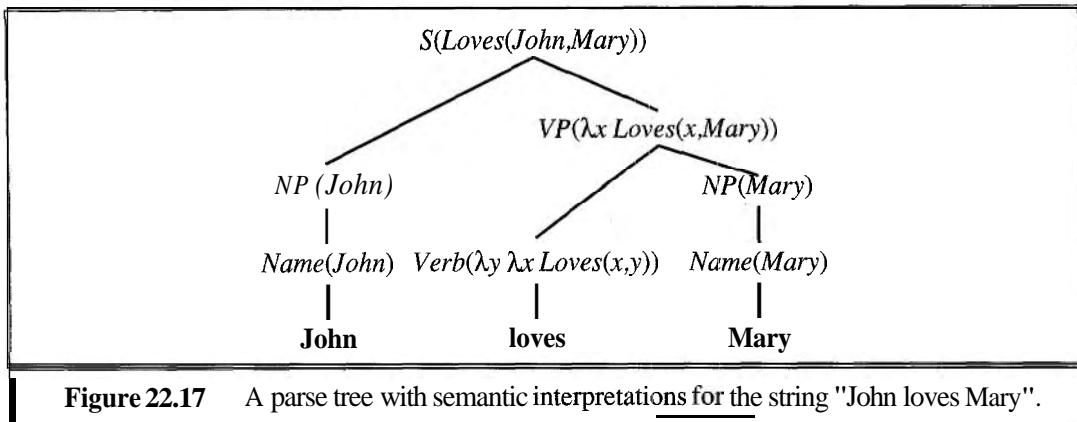 S(Loves(John,Mary))
VP(λx Loves(x,Mary))
NP (John) NP(Mary)
Name(John) Verb(λy λx Loves(x,y)) Name(Mary)
John loves Mary
Figure 22.17 A parse tree with semantic interpretations for the string "John loves Mary".